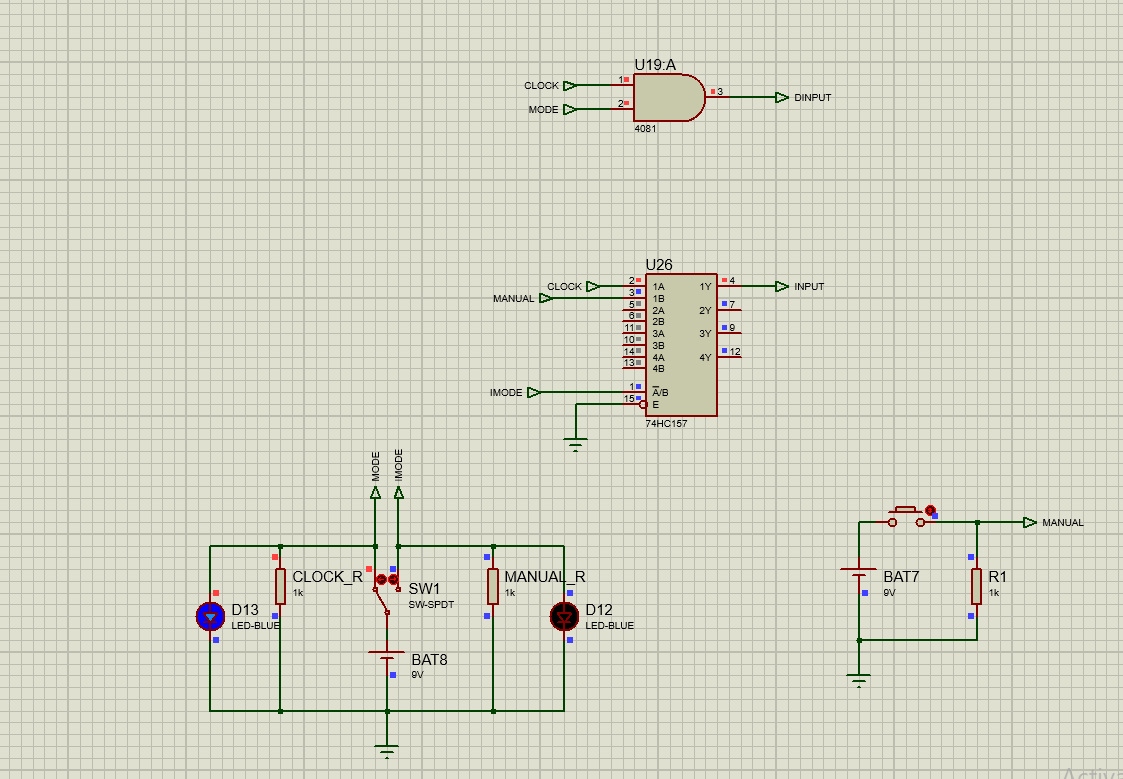 U19:A
CLOCK
1
3
DINPUT
MODE
2
4081
U26
CLOCK
2
1A
1Y
4
INPUT
MANUAL
3
1B
5
2A
2Y
7
6
2B
11
3A
3Y
9
10
3B
14
4A
4Y
12
13
4B
IMODE
1
A/B
15
E
74HC157
MODE
IMODE
MANUAL
CLOCK_R
1k
SW1
SW-SPDT
MANUAL_R
1k
BAT7
9V
R1
1k
D13
LED-BLUE
D12
LED-BLUE
BAT8
9V
Activa